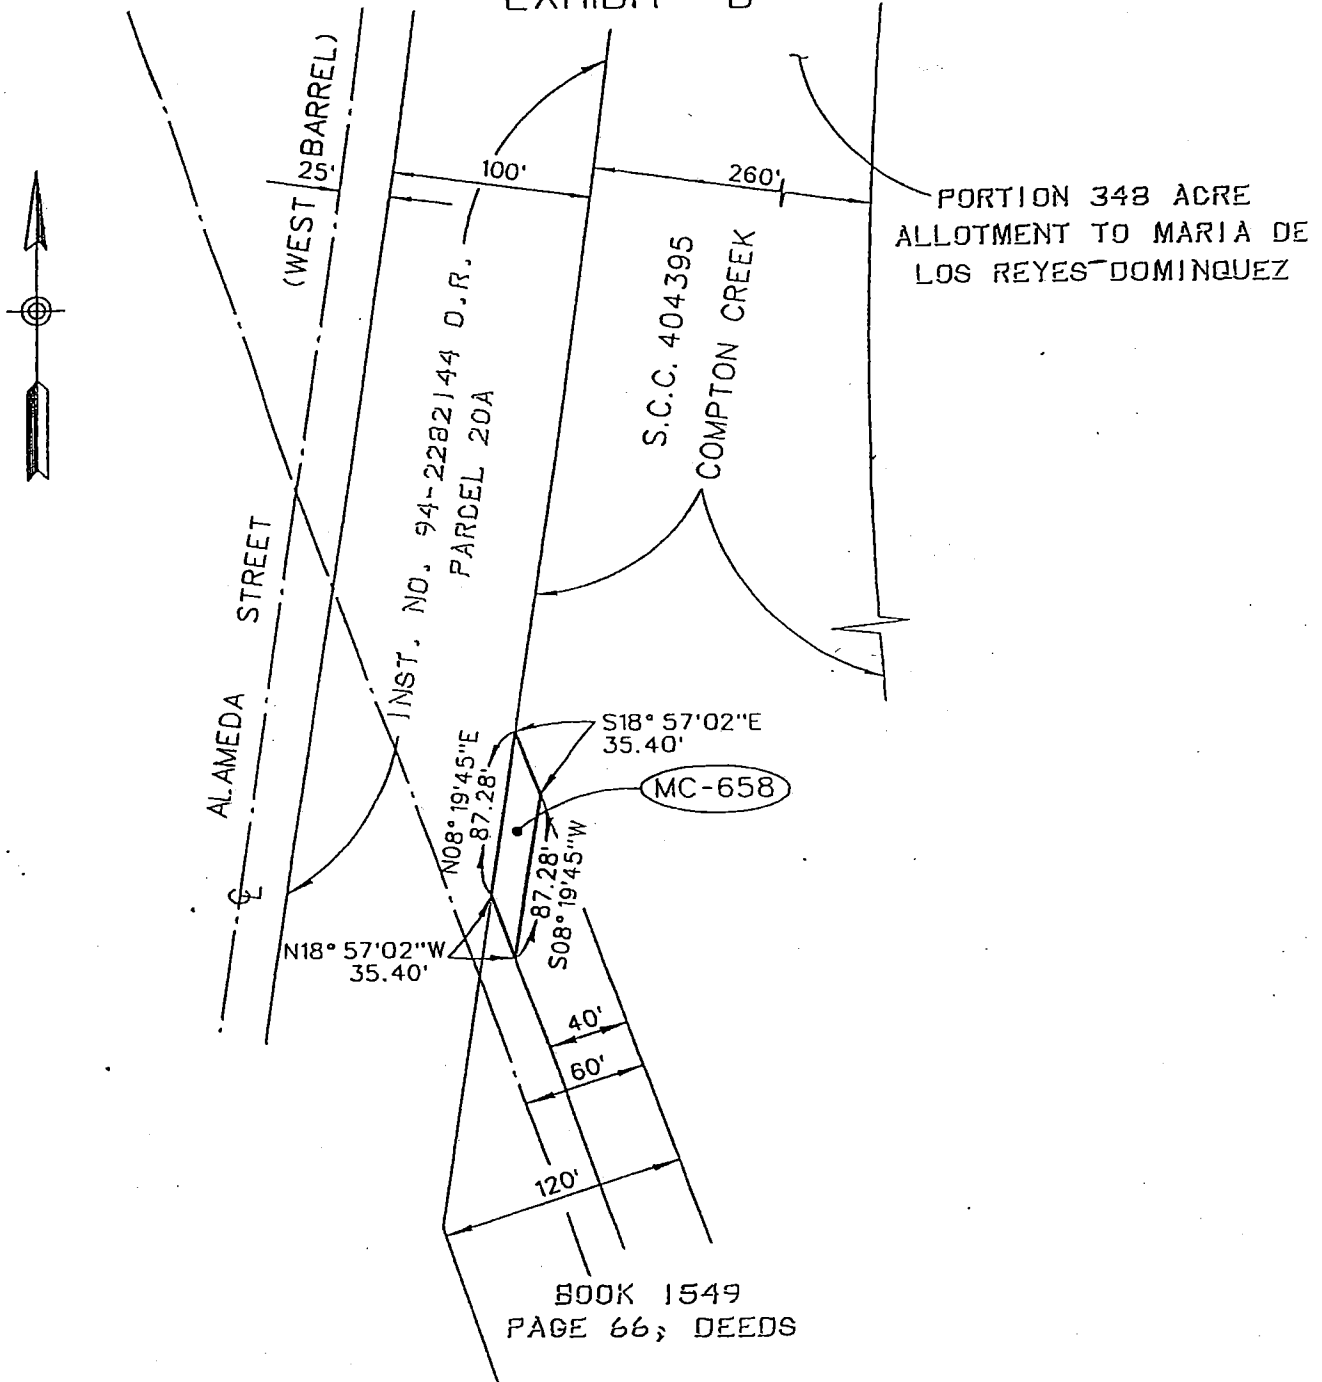 EXHIBIT "B"
(WEST BARREL)
25'
100'
260'
PORTION 348 ACRE
ALLOTMENT TO MARIA DE
LOS REYES DOMINQUEZ
S.C.C. 404395
COMPTON CREEK
INST. NO. 94-2282144 O.R.
PARCEL 20A
ALAMEDA STREET
S18° 57'02"E
35.40'
MC-658
N08° 19'45"E
87.28'
87.28'
S08° 19'45"W
N18° 57'02"W
35.40'
40'
60'
120'
BOOK 1549
PAGE 66; DEEDS